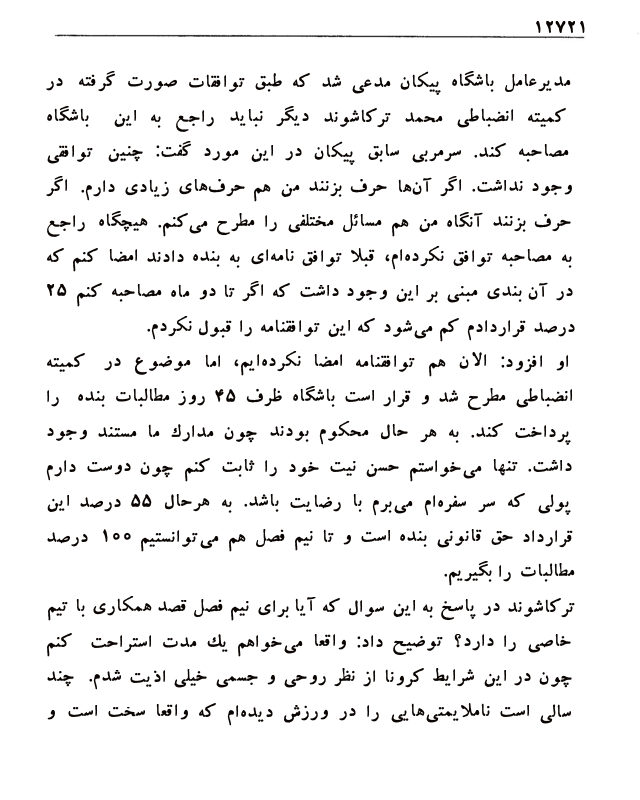 ۱۲۷۲۱
مدیرعامل باشگاه پیکان مدعی شد که طبق توافقات صورت گرفته در
کمیته انضباطی محمد ترکاشوند دیگر نباید راجع به این باشگاه
مصاحبه کند. سرمربی سابق پیکان در این مورد گفت: چنین توافقی
وجود نداشت. اگر آن‌ها حرف بزنند من هم حرف‌های زیادی دارم. اگر
حرف بزنند آنگاه من هم مسائل مختلفی را مطرح می‌کنم. هیچگاه راجع
به مصاحبه توافق نکرده‌ام، قبلا توافق نامه‌ای به بنده دادند امضا کنم که
در آن بندی مبنی بر این وجود داشت که اگر تا دو ماه مصاحبه کنم ۲۵
درصد قراردادم کم می‌شود که این توافقنامه را قبول نکردم.
او افزود: الان هم توافقنامه امضا نکرده‌ایم، اما موضوع در کمیته
انضباطی مطرح شد و قرار است باشگاه ظرف ۴۵ روز مطالبات بنده را
پرداخت کند. به هر حال محکوم بودند چون مدارک ما مستند وجود
داشت. تنها می‌خواستم حسن نیت خود را ثابت کنم چون دوست دارم
پولی که سر سفره‌ام می‌برم با رضایت باشد. به هرحال ۵۵ درصد این
قرارداد حق قانونی بنده است و تا نیم فصل هم می‌توانستیم ۱۰۰ درصد
مطالبات را بگیریم.
ترکاشوند در پاسخ به این سوال که آیا برای نیم فصل قصد همکاری با تیم
خاصی را دارد؟ توضیح داد: واقعا می‌خواهم یک مدت استراحت کنم
چون در این شرایط کرونا از نظر روحی و جسمی خیلی اذیت شدم. چند
سالی است ناملایمتی‌هایی را در ورزش دیده‌ام که واقعا سخت است و